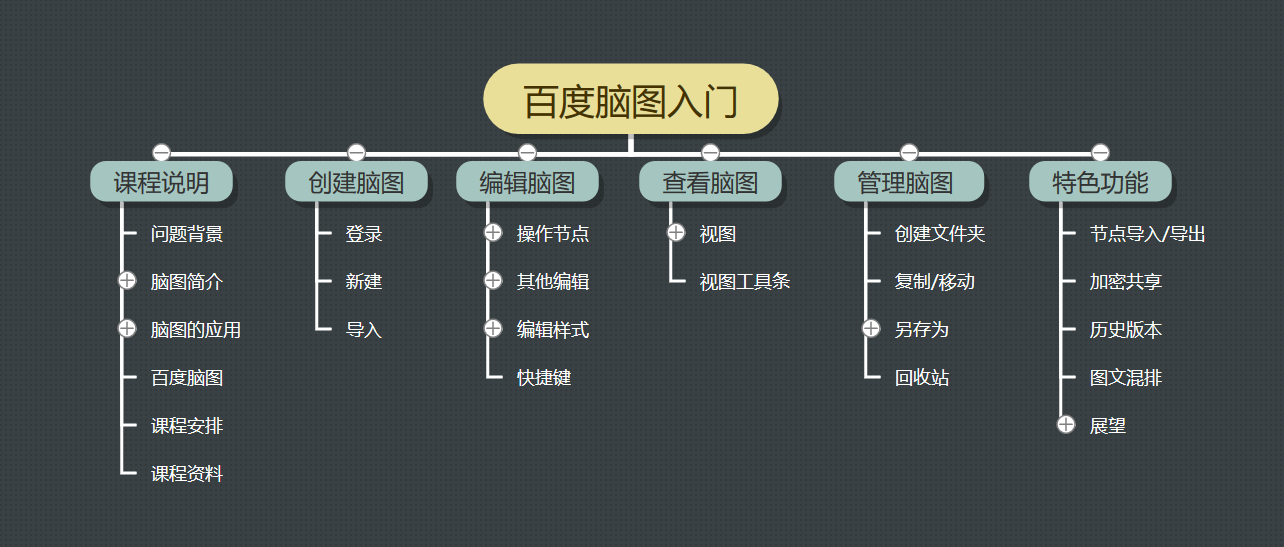 百度脑图入门
课程说明
问题背景
脑图简介
脑图的应用
百度脑图
课程安排
课程资料
创建脑图
登录
新建
导入
编辑脑图
操作节点
其他编辑
编辑样式
快捷键
查看脑图
视图
视图工具条
管理脑图
创建文件夹
复制/移动
另存为
回收站
特色功能
节点导入/导出
加密共享
历史版本
图文混排
展望